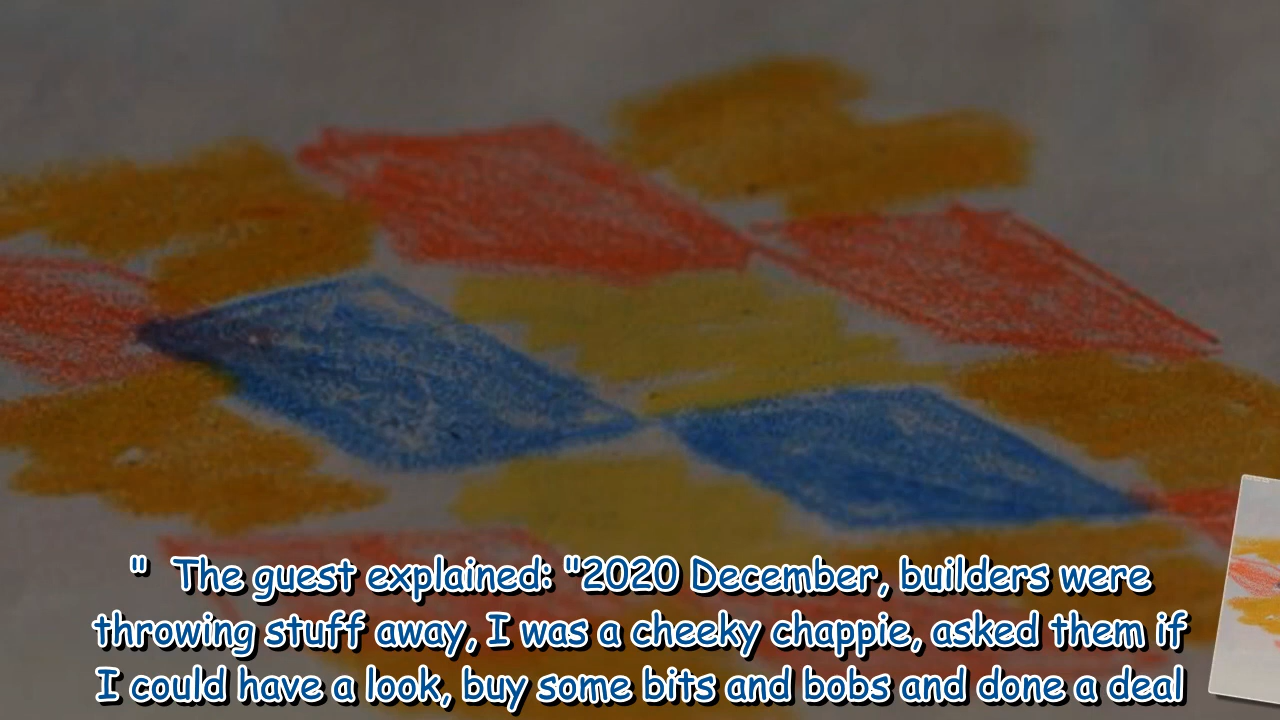 "  The guest explained: "2020 December, builders were
throwing stuff away, I was a cheeky chappie, asked them if
I could have a look, buy some bits and bobs and done a deal